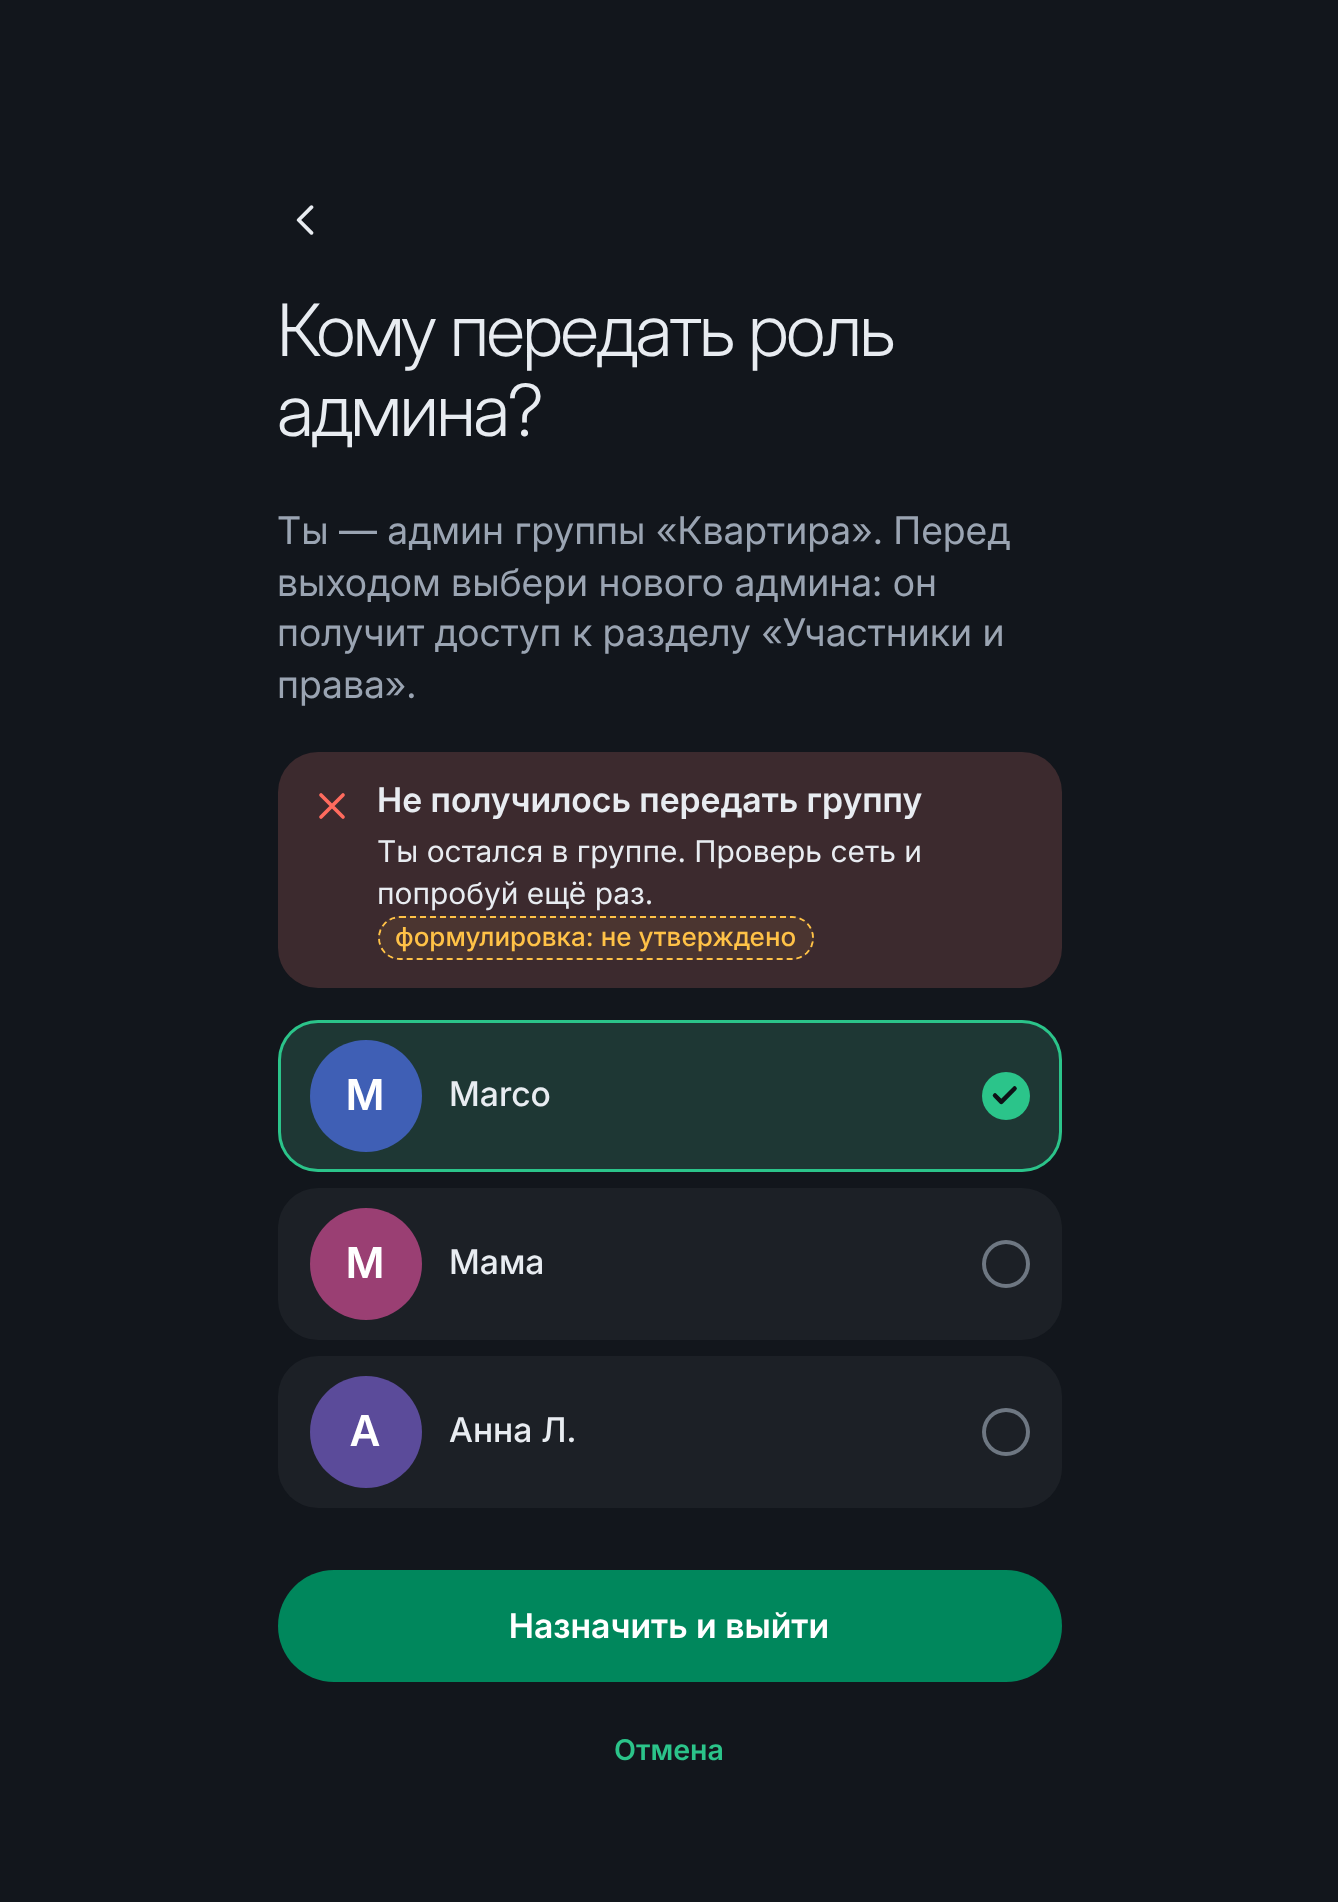 Кому передать роль
админа?
Ты — админ группы «Квартира». Перед
выходом выбери нового админа: он
получит доступ к разделу «Участники и
права».
Не получилось передать группу
Ты остался в группе. Проверь сеть и
попробуй ещё раз.
формулировка: не утверждено
M
Marco
М
Мама
А
Анна Л.
Назначить и выйти
Отмена